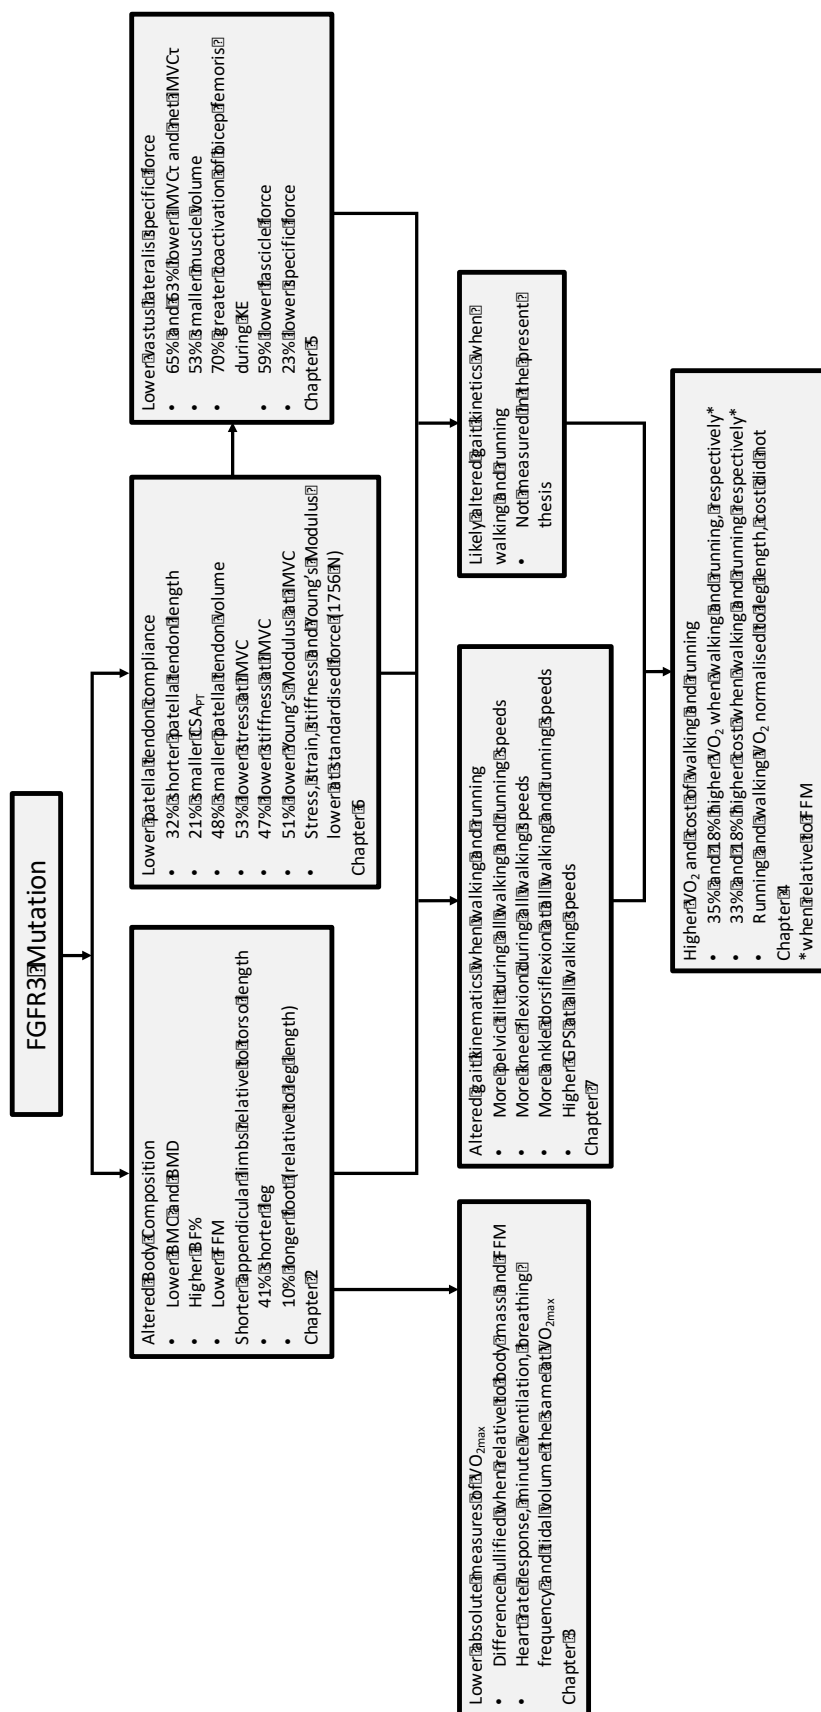 FGFR3 Mutation
Altered Body Composition
• Lower BMC and BMD
• Higher BF%
• Lower FFM
Shorter appendicular limbs relative to torso length
• 41% shorter leg
• 10% longer foot (relative to leg length)
Chapter 2
Lower patella tendon compliance
• 32% shorter patella tendon length
• 21% smaller CSAPT
• 48% smaller patella tendon volume
• 53% lower stress at iMVC
• 47% lower stiffness at iMVC
• 51% lower Young's Modulus at iMVC
• Stress, strain, stiffness and Young's Modulus
lower at standardised force (1756 N)
Chapter 6
Lower vastus lateralis specific force
• 65% and 63% lower iMVCτ and net iMVCτ
• 53% smaller muscle volume
• 70% greater coactivation of bicep femoris
during KE
• 59% lower fascicle force
• 23% lower specific force
Chapter 5
Lower absolute measures of VO2max
• Difference nullified when relative to body mass and FFM
• Heart rate response, minute ventilation, breathing
frequency and tidal volume the same at VO2max
Chapter 3
Altered gait kinematics when walking and running
• More pelvic tilt during all walking and running speeds
• More knee flexion during all walking speeds
• More ankle dorsiflexion at all walking and running speeds
• Higher GPS at all walking speeds
Chapter 7
Likely altered gait kinetics when
walking and running
• Not measured in the present
thesis
Higher VO2 and cost of walking and running
• 35% and 18% higher VO2 when walking and running, respectively*
• 33% and 18% higher cost when walking and running respectively*
• Running and walking VO2 normalised to leg length, cost did not
Chapter 4
*when relative to FFM